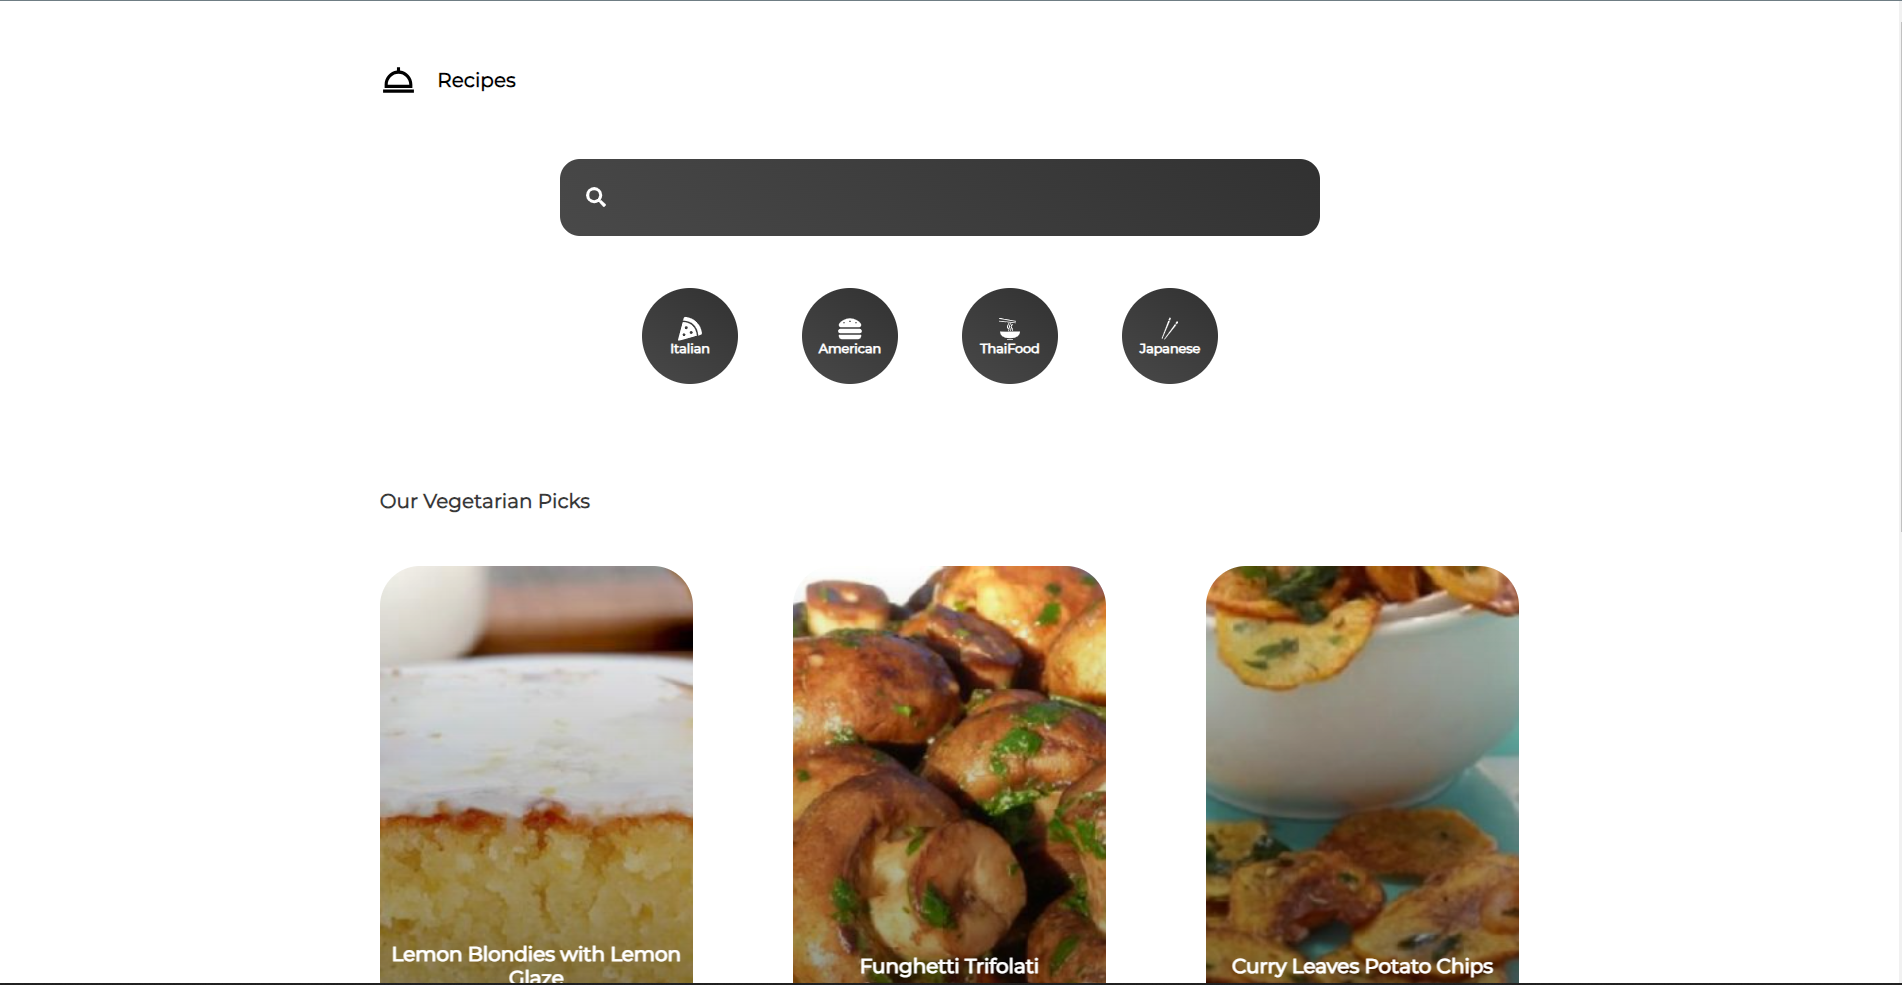 Recipes
Italian
American
ThaiFood
Japanese
Our Vegetarian Picks
Lemon Blondies with Lemon
Glaze
Funghetti Trifolati
Curry Leaves Potato Chips